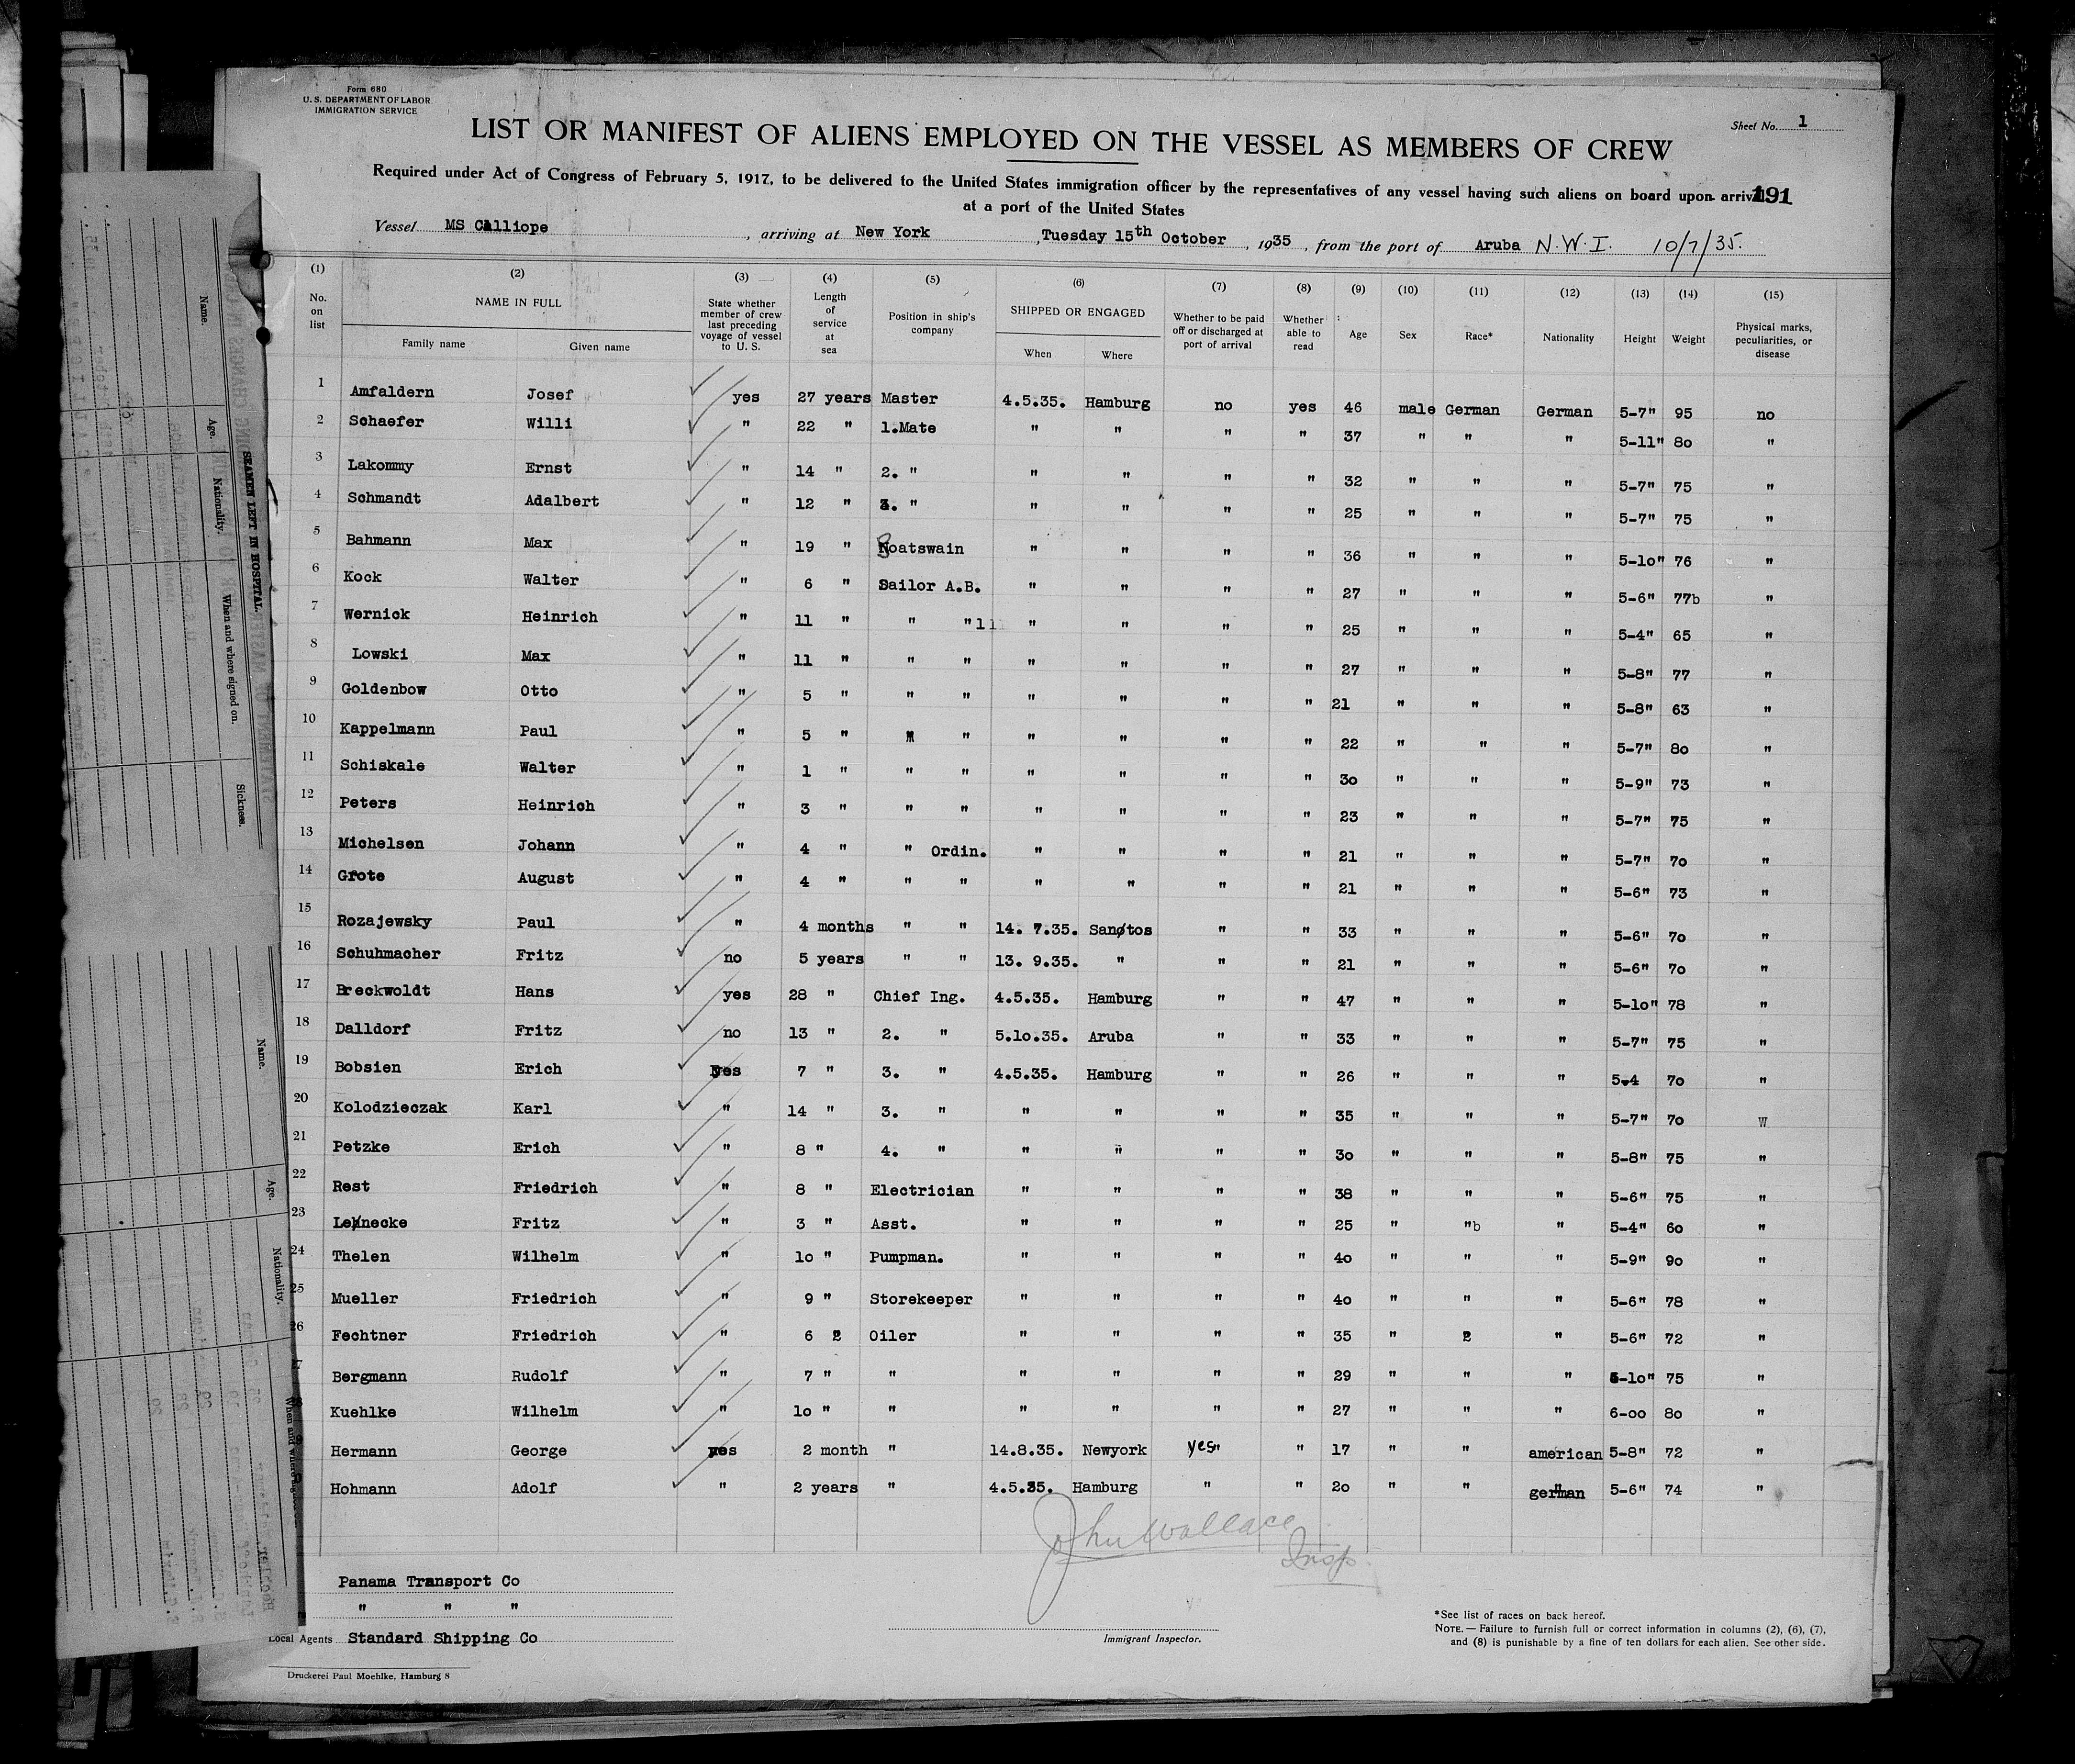 Form 680
U. S. DEPARTMENT OF LABOR
IMMIGRATION SERVICE
Sheet No. 1
LIST OR MANIFEST OF ALIENS EMPLOYED ON THE VESSEL AS MEMBERS OF CREW
Required under Act of Congress of February 5, 1917, to be delivered to the United States immigration officer by the representatives of any vessel having such aliens on board upon arrival
191
at a port of the United States
Vessel MS Calliope, arriving at New York, Tuesday 15th October, 1935, from the port of Aruba N.W.I. 10/7/35.
(1) (2) (3) (4) (5) (6) (7) (8) (9) (10) (11) (12) (13) (14) (15)
No. on list NAME IN FULL Family name Given name State whether member of crew last preceding voyage of vessel to U. S. Length of service at sea Position in ship's company SHIPPED OR ENGAGED When Where Whether to be paid off or discharged at port of arrival Whether able to read Age Sex Race* Nationality Height Weight Physical marks, peculiarities, or disease
1 Amfaldern Josef yes 27 years Master 4.5.35. Hamburg no yes 46 male German German 5-7" 95 no
2 Schaefer Willi " 22 " 1.Mate " " " " 37 " " " 5-11" 80 "
3 Lakommy Ernst " 14 " 2. " " " " " 32 " " " 5-7" 75 "
4 Schmandt Adalbert " 12 " 3. " " " " " 25 " " " 5-7" 75 "
5 Bahmann Max " 19 " Boatswain " " " " 36 " " " 5-10" 76 "
6 Kock Walter " 6 " Sailor A.B. " " " " 27 " " " 5-6" 77b "
7 Wernick Heinrich " 11 " " "11 " " " " 25 " " " 5-4" 65 "
8 Lowski Max " 11 " " " " " " " 27 " " " 5-8" 77 "
9 Goldenbow Otto " 5 " " " " " " " 21 " " " 5-8" 63 "
10 Kappelmann Paul " 5 " " " " " " " 22 " " " 5-7" 80 "
11 Schiskale Walter " 1 " " " " " " " 30 " " " 5-9" 73 "
12 Peters Heinrich " 3 " " " " " " " 23 " " " 5-7" 75 "
13 Michelsen Johann " 4 " " Ordin. " " " " 21 " " " 5-7" 70 "
14 Grote August " 4 " " " " " " " 21 " " " 5-6" 73 "
15 Rozajewsky Paul " 4 months " " 14. 7.35. Santos " " 33 " " " 5-6" 70 "
16 Schuhmacher Fritz no 5 years " " 13. 9.35. " " " 21 " " " 5-6" 70 "
17 Breckwoldt Hans yes 28 " Chief Ing. 4.5.35. Hamburg " " 47 " " " 5-10" 78 "
18 Dalldorf Fritz no 13 " 2. " 5.10.35. Aruba " " 33 " " " 5-7" 75 "
19 Bobsien Erich yes 7 " 3. " 4.5.35. Hamburg " " 26 " " " 5.4 70 "
20 Kolodzieczak Karl " 14 " 3. " " " " " 35 " " " 5-7" 70 W
21 Petzke Erich " 8 " 4. " " " " " 30 " " " 5-8" 75 "
22 Rest Friedrich " 8 " Electrician " " " " 38 " " " 5-6" 75 "
23 Lehnecke Fritz " 3 " Asst. " " " " 25 " "b " 5-4" 60 "
24 Thelen Wilhelm " 10 " Pumpman. " " " " 40 " " " 5-9" 90 "
25 Mueller Friedrich " 9 " Storekeeper " " " " 40 " " " 5-6" 78 "
26 Fechtner Friedrich " 6 2 Oiler " " " " 35 " 2 " 5-6" 72 "
7 Bergmann Rudolf " 7 " " " " " " 29 " " " 5-10" 75 "
8 Kuehlke Wilhelm " 10 " " " " " " 27 " " " 6-00 80 "
9 Hermann George yes 2 month " 14.8.35. Newyork yes" " 17 " " american 5-8" 72 "
0 Hohmann Adolf " 2 years " 4.5.35. Hamburg " " 20 " " german 5-6" 74 "
John Wallace
Insp.
Panama Transport Co
" " "
Local Agents Standard Shipping Co
Immigrant Inspector.
*See list of races on back hereof.
NOTE.—Failure to furnish full or correct information in columns (2), (6), (7),
and (8) is punishable by a fine of ten dollars for each alien. See other side.
Druckerei Paul Moehlke, Hamburg 8
SEAMEN LEFT IN HOSPITAL
Name. Age. Nationality. When and where signed on. Sickness.
Name. Age. Nationality.